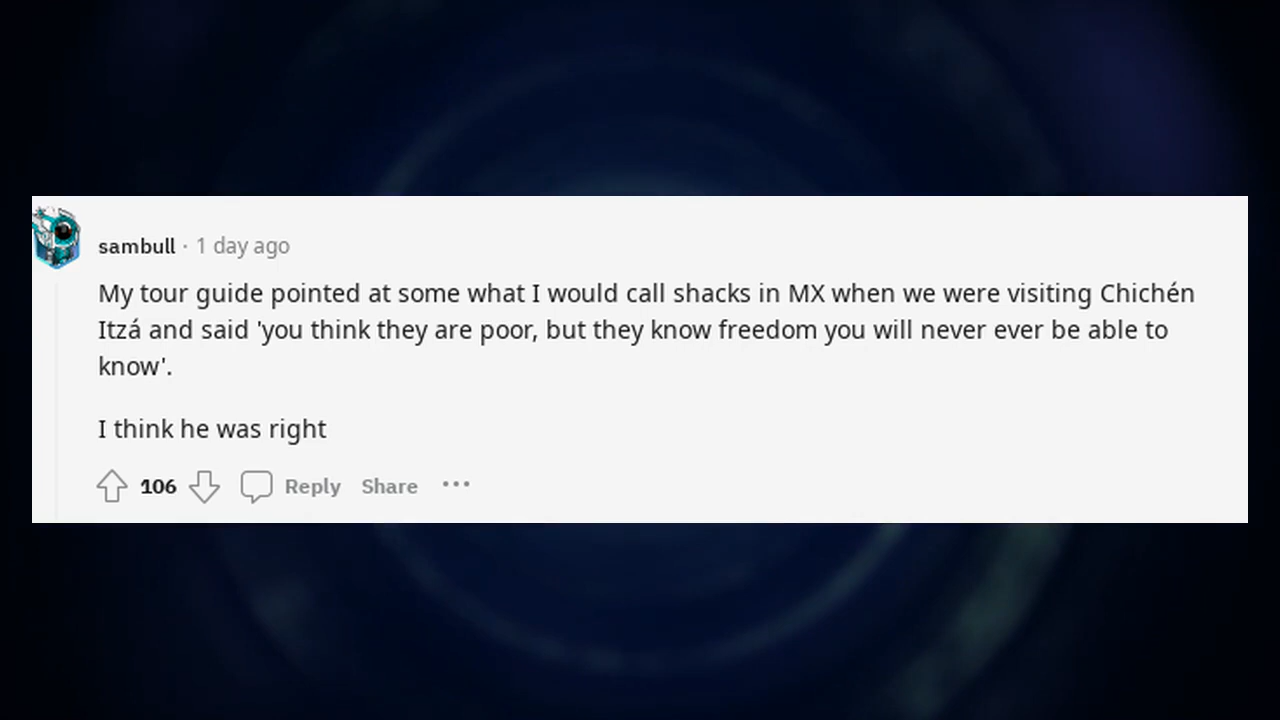 sambull · 1 day ago
My tour guide pointed at some what I would call shacks in MX when we were visiting Chichén
Itzá and said 'you think they are poor, but they know freedom you will never ever be able to
know'.
I think he was right
106 Reply Share ···